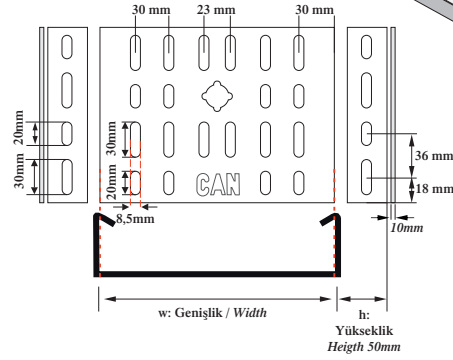 30 mm 23 mm 30 mm
20mm
30mm
30mm
20mm
CAN
8,5mm
36 mm
18 mm
10mm
w: Genişlik / Width
h:
Yükseklik
Heigth 50mm